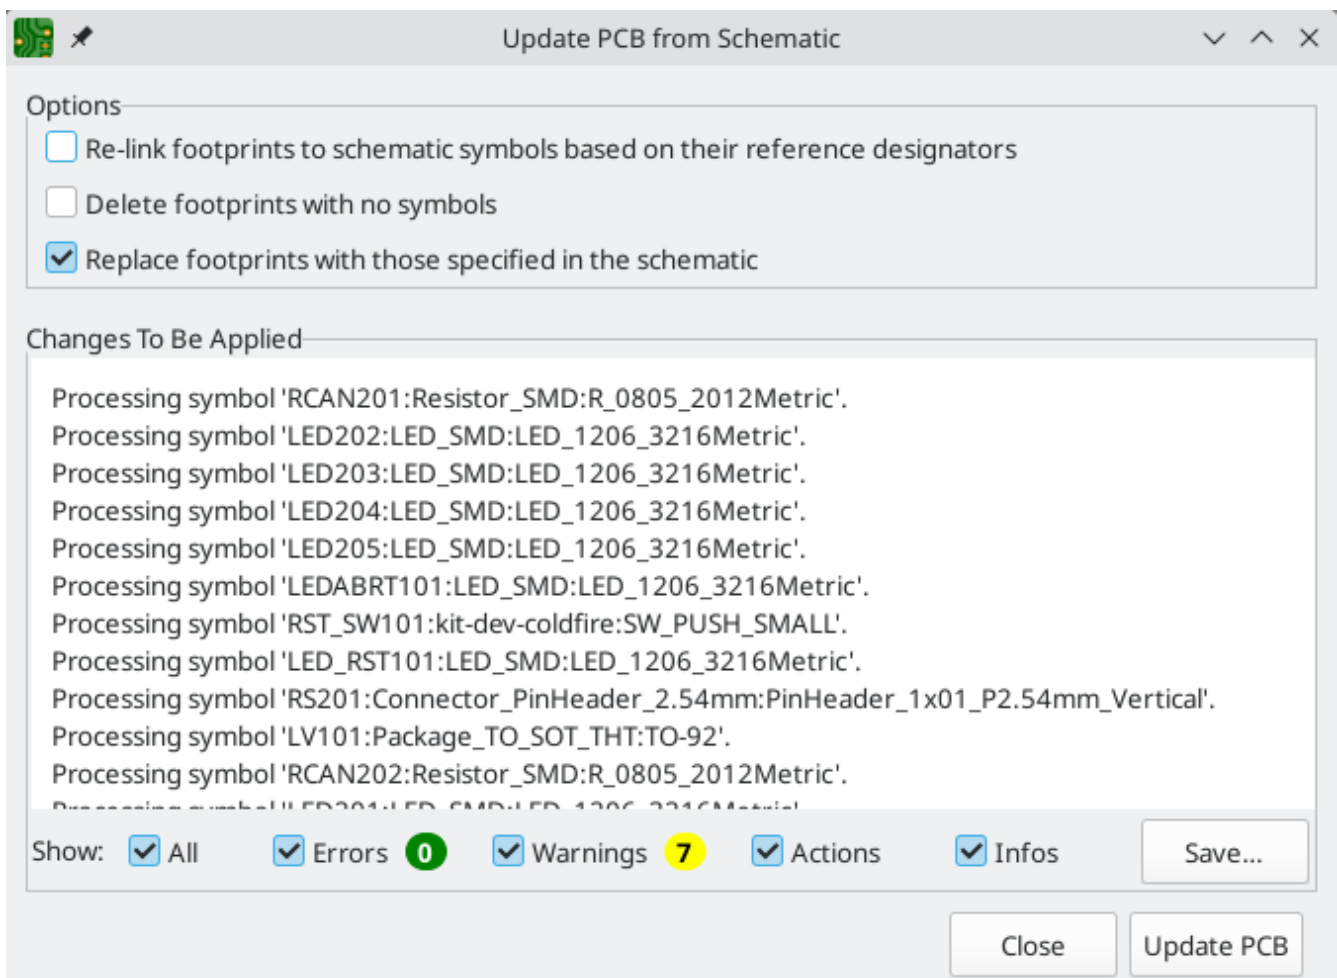 Update PCB from Schematic
Options
Re-link footprints to schematic symbols based on their reference designators
Delete footprints with no symbols
Replace footprints with those specified in the schematic
Changes To Be Applied
Processing symbol 'RCAN201:Resistor_SMD:R_0805_2012Metric'.
Processing symbol 'LED202:LED_SMD:LED_1206_3216Metric'.
Processing symbol 'LED203:LED_SMD:LED_1206_3216Metric'.
Processing symbol 'LED204:LED_SMD:LED_1206_3216Metric'.
Processing symbol 'LED205:LED_SMD:LED_1206_3216Metric'.
Processing symbol 'LEDABRT101:LED_SMD:LED_1206_3216Metric'.
Processing symbol 'RST_SW101:kit-dev-coldfire:SW_PUSH_SMALL'.
Processing symbol 'LED_RST101:LED_SMD:LED_1206_3216Metric'.
Processing symbol 'RS201:Connector_PinHeader_2.54mm:PinHeader_1x01_P2.54mm_Vertical'.
Processing symbol 'LV101:Package_TO_SOT_THT:TO-92'.
Processing symbol 'RCAN202:Resistor_SMD:R_0805_2012Metric'.
Processing symbol 'LED201:LED_SMD:LED_1206_3216Metric'.
Show: All Errors 0 Warnings 7 Actions Infos Save...
Close Update PCB